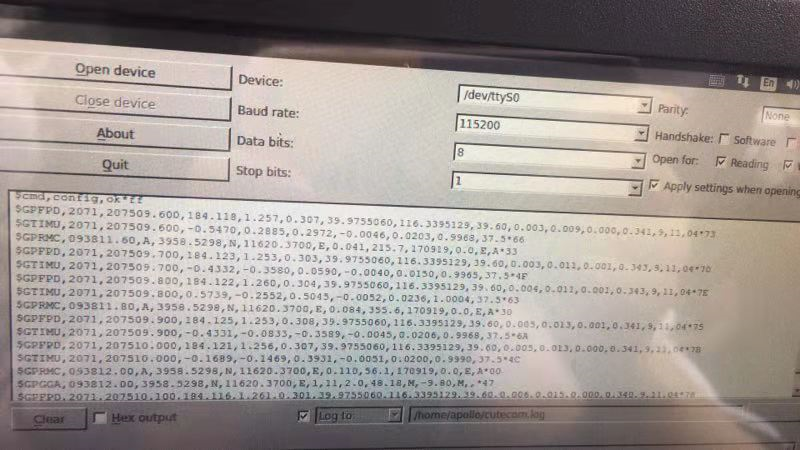 Open device
Close device
About
Quit
Device:
Baud rate:
Data bits:
Stop bits:
/dev/ttyS0
115200
8
1
Parity:
None
Handshake:
Software
Open for:
Reading
Apply settings when opening
En
$cmd,config,ok*ff
$GPFPD,2071,207509.600,184.118,1.257,0.307,39.9755060,116.3395129,39.60,0.003,0.009,0.000,0.341,9,11,04*73
$GTIMU,2071,207509.600,-0.5470,0.2885,0.2972,-0.0046,0.0203,0.9968,37.5*66
$GPRMC,093811.60,A,3958.5298,N,11620.3700,E,0.041,215.7,170919,0.0,E,A*33
$GPFPD,2071,207509.700,184.123,1.253,0.303,39.9755060,116.3395129,39.60,0.003,0.011,0.001,0.343,9,11,04*70
$GTIMU,2071,207509.700,-0.4332,-0.3580,0.0590,-0.0040,0.0150,0.9965,37.5*4F
$GPFPD,2071,207509.800,184.122,1.260,0.304,39.9755060,116.3395129,39.60,0.004,0.011,0.001,0.343,9,11,04*7E
$GTIMU,2071,207509.800,0.5739,-0.2552,0.5045,-0.0052,0.0236,1.0004,37.5*63
$GPRMC,093811.80,A,3958.5298,N,11620.3700,E,0.084,355.6,170919,0.0,E,A*30
$GPFPD,2071,207509.900,184.125,1.253,0.308,39.9755060,116.3395129,39.60,0.005,0.013,0.001,0.341,9,11,04*75
$GTIMU,2071,207509.900,-0.4331,-0.0833,-0.3589,-0.0045,0.0206,0.9968,37.5*6A
$GPFPD,2071,207510.000,184.121,1.256,0.307,39.9755060,116.3395129,39.60,0.005,0.013,0.000,0.341,9,11,04*7B
$GTIMU,2071,207510.000,-0.1689,-0.1469,0.3931,-0.0051,0.0200,0.9990,37.5*4C
$GPRMC,093812.00,A,3958.5298,N,11620.3700,E,0.110,56.1,170919,0.0,E,A*00
$GPGGA,093812.00,3958.5298,N,11620.3700,E,1,11,2.0,48.18,M,-9.80,M,,*47
$GPFPD,2071,207510.100,184.116,1.261,0.301,39.9755060,116.3395129,39.60,0.006,0.015,0.000,0.340,9,11,04*78
Clear
Hex output
Log to:
/home/apollo/cutecom.log